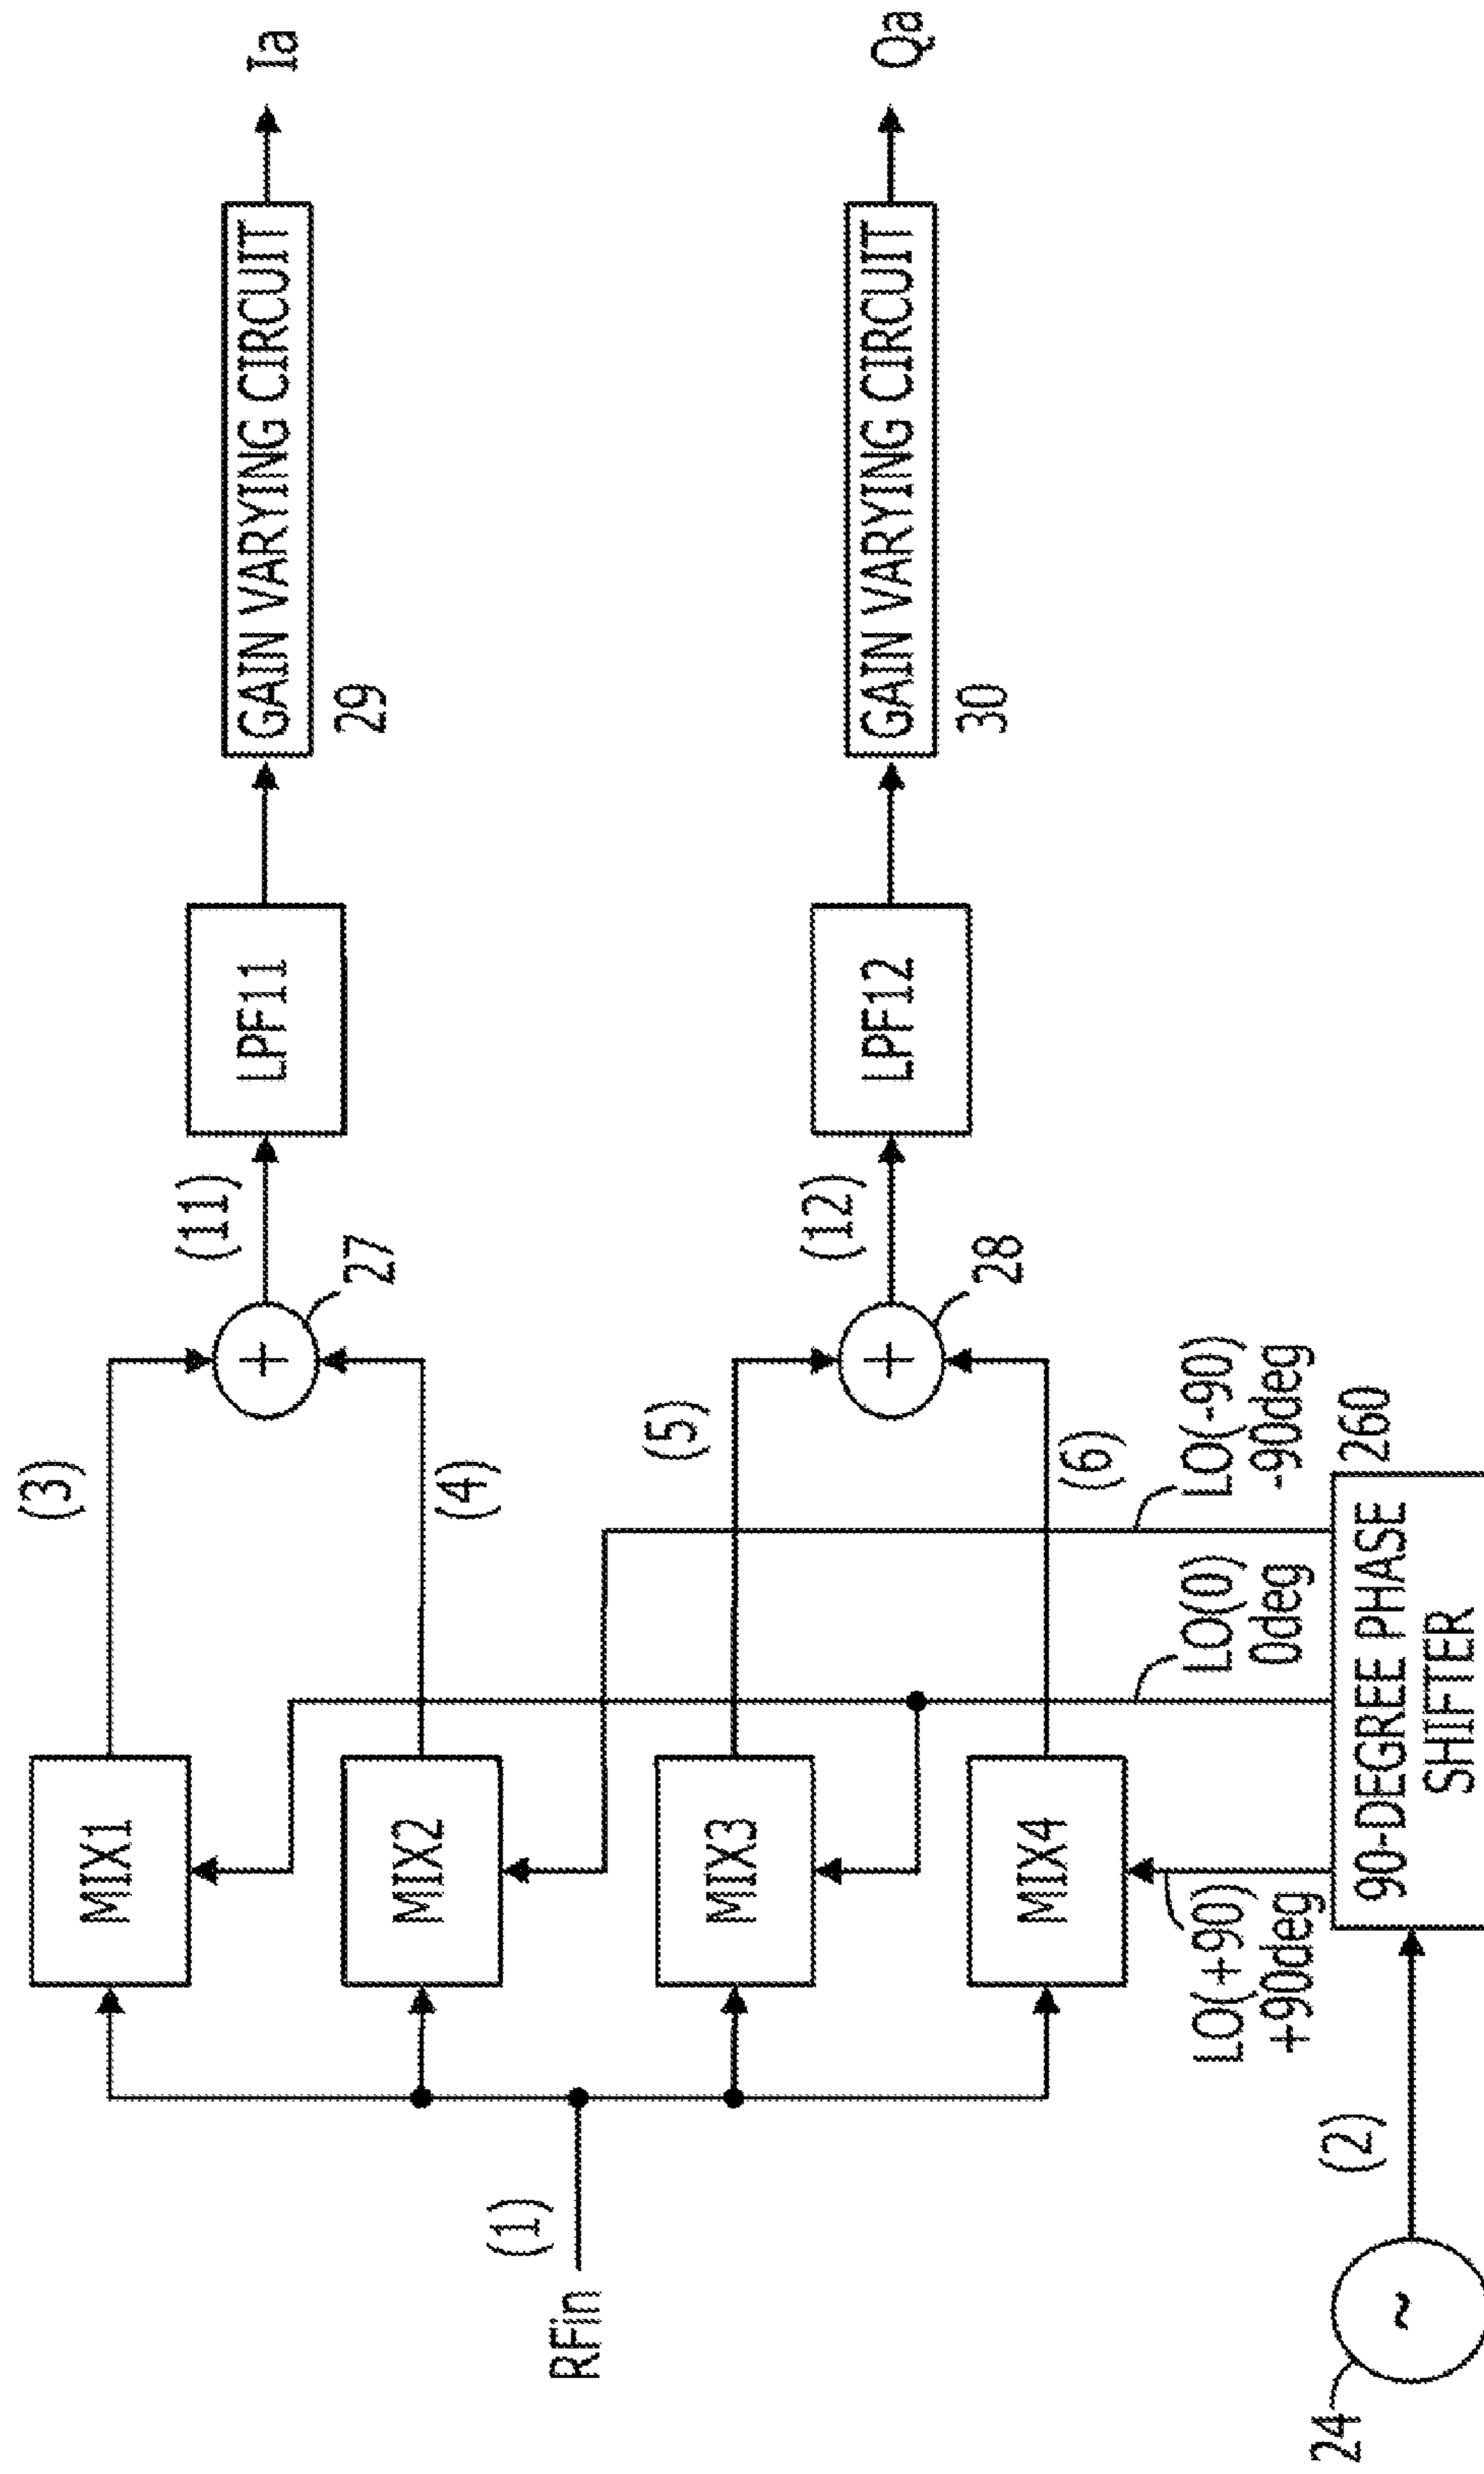 MIX1
(3)
(4)
27
(11)
LPF11
GAIN VARYING CIRCUIT
29
Ia
MIX2
RFin
(1)
MIX3
(5)
(6)
28
(12)
LPF12
GAIN VARYING CIRCUIT
30
Qa
MIX4
LO(+90)
+90deg
LO(0)
0deg
LO(-90)
-90deg
24
~
(2)
90-DEGREE PHASE
SHIFTER
260